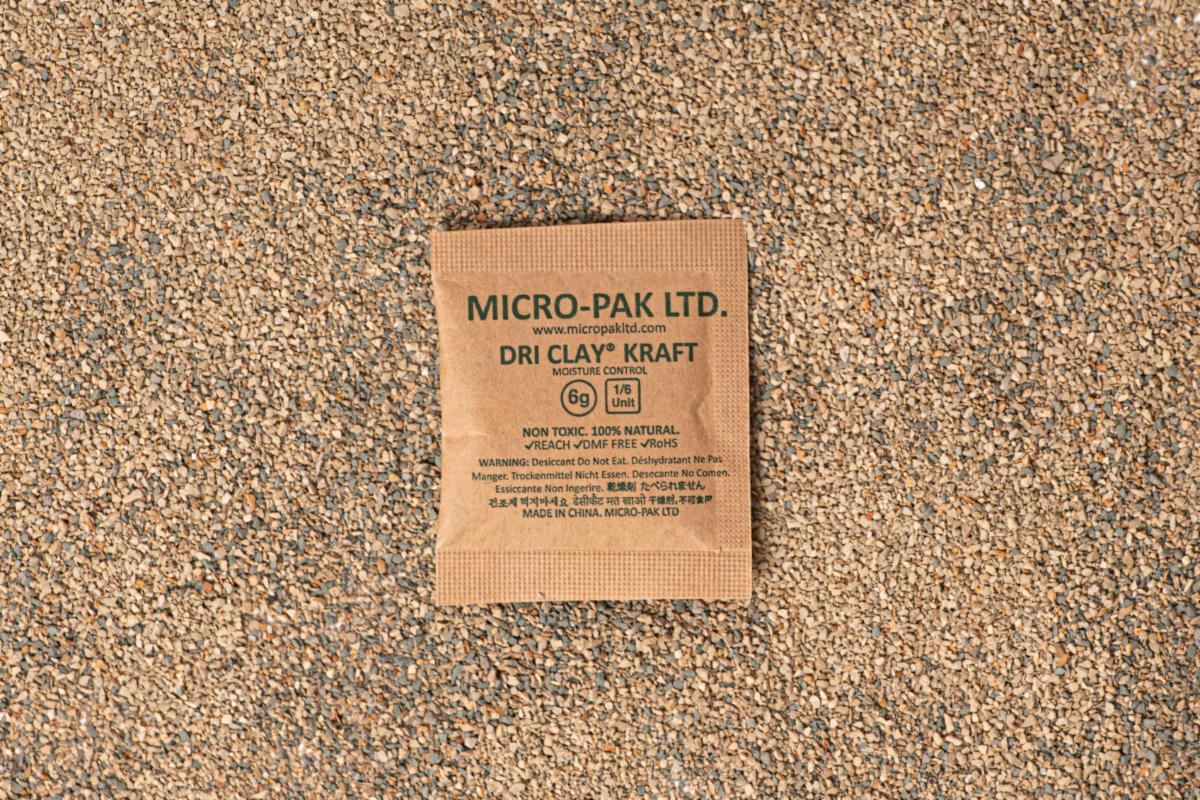 MICRO-PAK LTD.
www.micropakltd.com
DRI CLAY® KRAFT
MOISTURE CONTROL
6g 1/6 Unit
NON TOXIC. 100% NATURAL.
✓REACH ✓DMF FREE ✓RoHS
WARNING: Desiccant Do Not Eat. Déshydratant Ne Pas
Manger. Trockenmittel Nicht Essen. Desecante No Comen.
Essiccante Non Ingerire. 乾燥剤 たべられません
건조제 먹지마세요 डेसीकेंट मत खाओ 干燥剂,不可食用
MADE IN CHINA. MICRO-PAK LTD